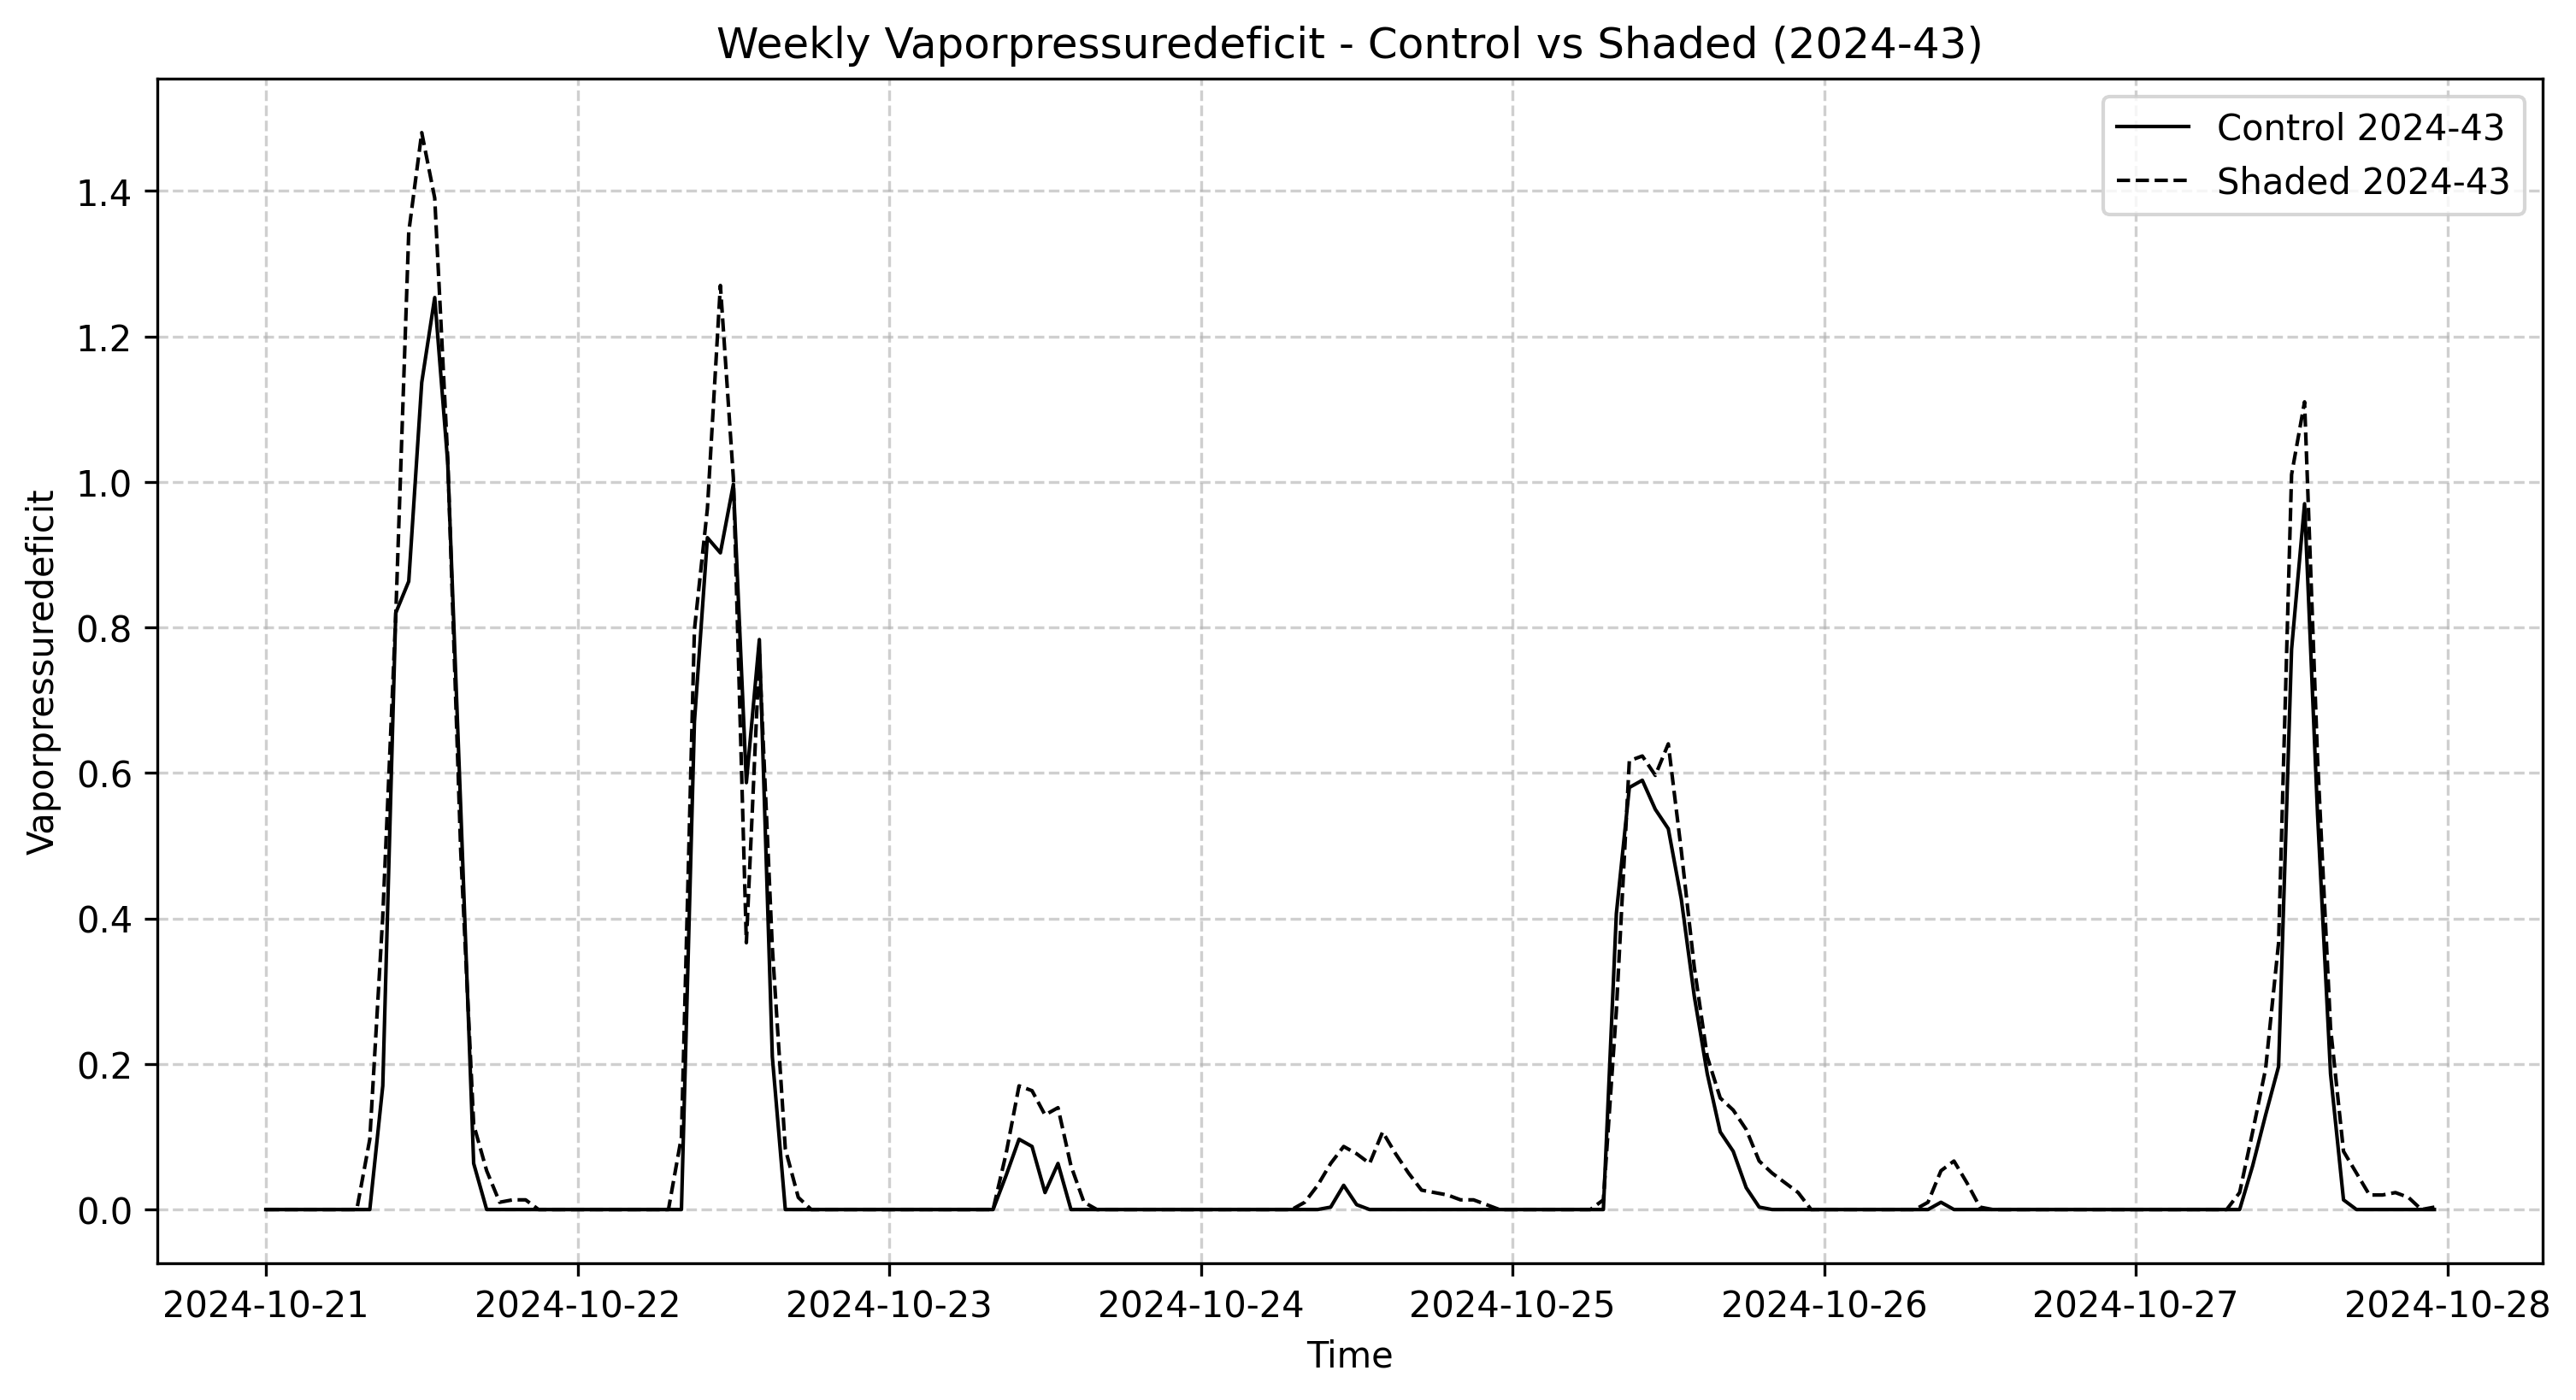 Weekly Vaporpressuredeficit - Control vs Shaded (2024-43)
Control 2024-43
Shaded 2024-43
Vaporpressuredeficit
1.4
1.2
1.0
0.8
0.6
0.4
0.2
0.0
2024-10-21 2024-10-22 2024-10-23 2024-10-24 2024-10-25 2024-10-26 2024-10-27 2024-10-28
Time